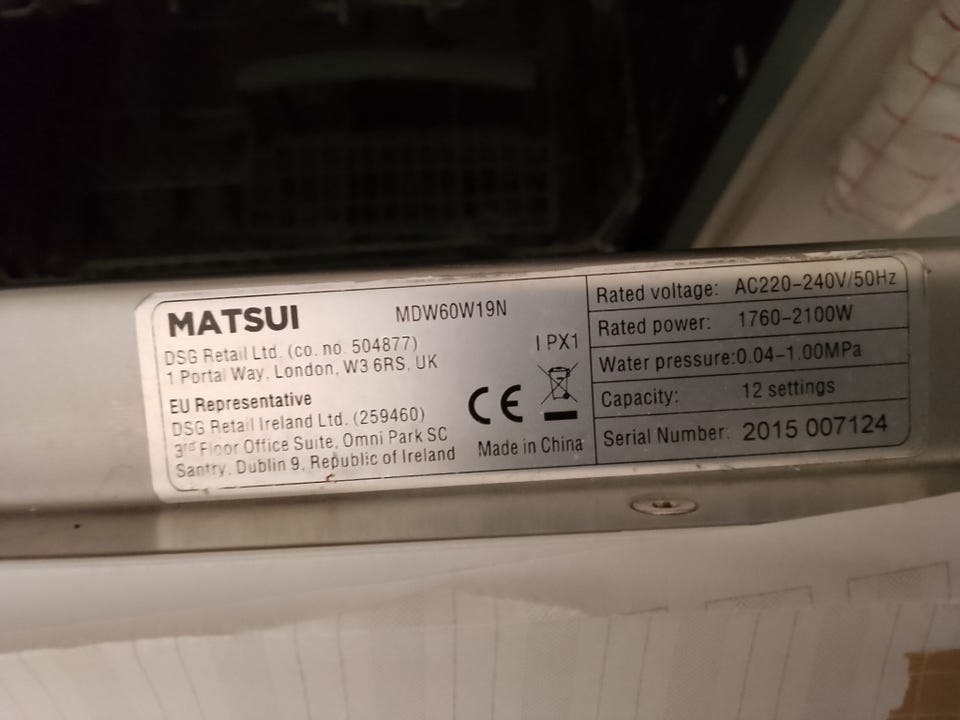 MATSUI MDW60W19N
DSG Retail Ltd. (co. no. 504877)
1 Portal Way, London, W3 6RS, UK
I PX1
EU Representative
DSG Retail Ireland Ltd. (259460)
3rd Floor Office Suite, Omni Park SC
Santry, Dublin 9, Republic of Ireland
CE
Made in China
Rated voltage: AC220-240V/50Hz
Rated power: 1760-2100W
Water pressure:0.04-1.00MPa
Capacity: 12 settings
Serial Number: 2015 007124